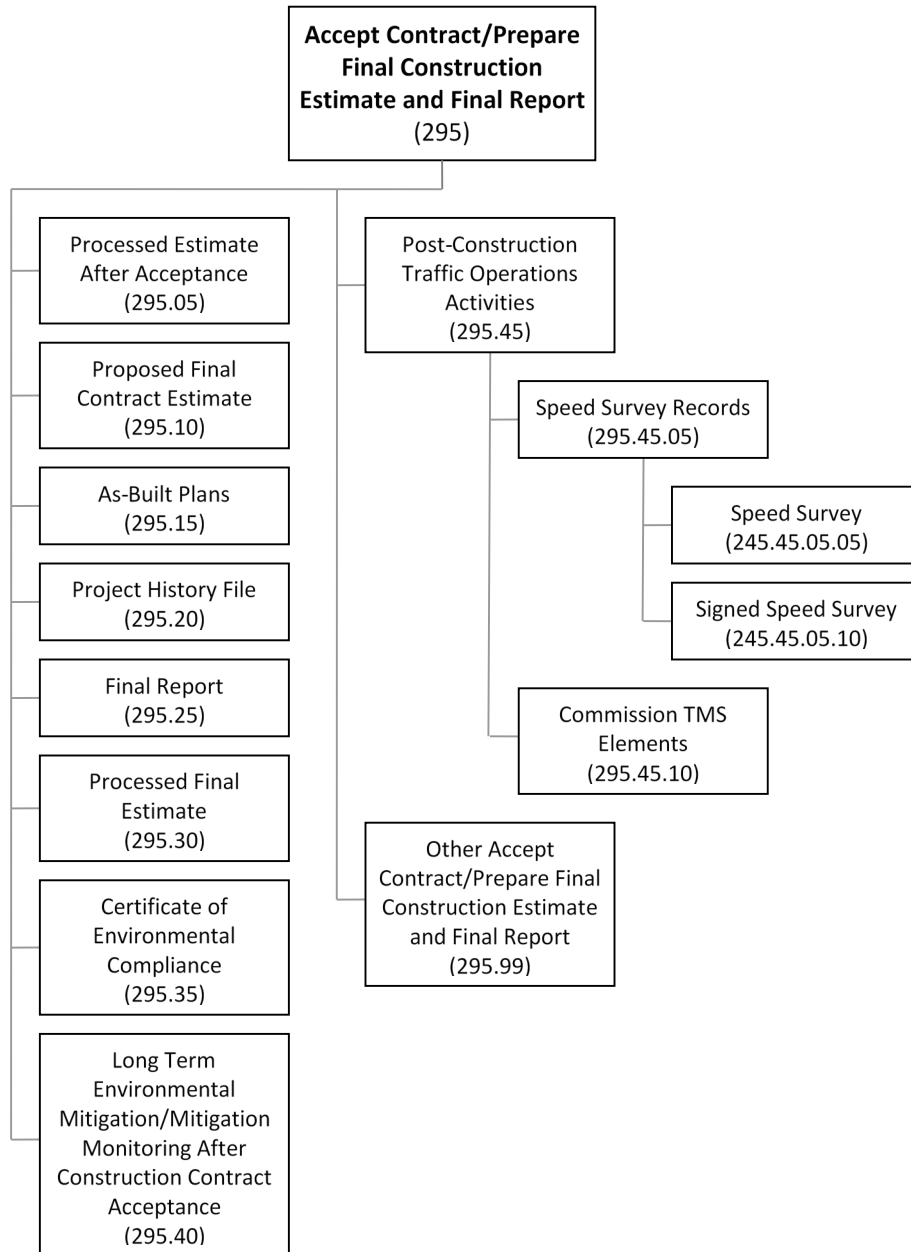 Accept Contract/Prepare
Final Construction
Estimate and Final Report
(295)
Processed Estimate
After Acceptance
(295.05)
Proposed Final
Contract Estimate
(295.10)
As-Built Plans
(295.15)
Project History File
(295.20)
Final Report
(295.25)
Processed Final
Estimate
(295.30)
Certificate of
Environmental
Compliance
(295.35)
Long Term
Environmental
Mitigation/Mitigation
Monitoring After
Construction Contract
Acceptance
(295.40)
Post-Construction
Traffic Operations
Activities
(295.45)
Speed Survey Records
(295.45.05)
Speed Survey
(245.45.05.05)
Signed Speed Survey
(245.45.05.10)
Commission TMS
Elements
(295.45.10)
Other Accept
Contract/Prepare Final
Construction Estimate
and Final Report
(295.99)